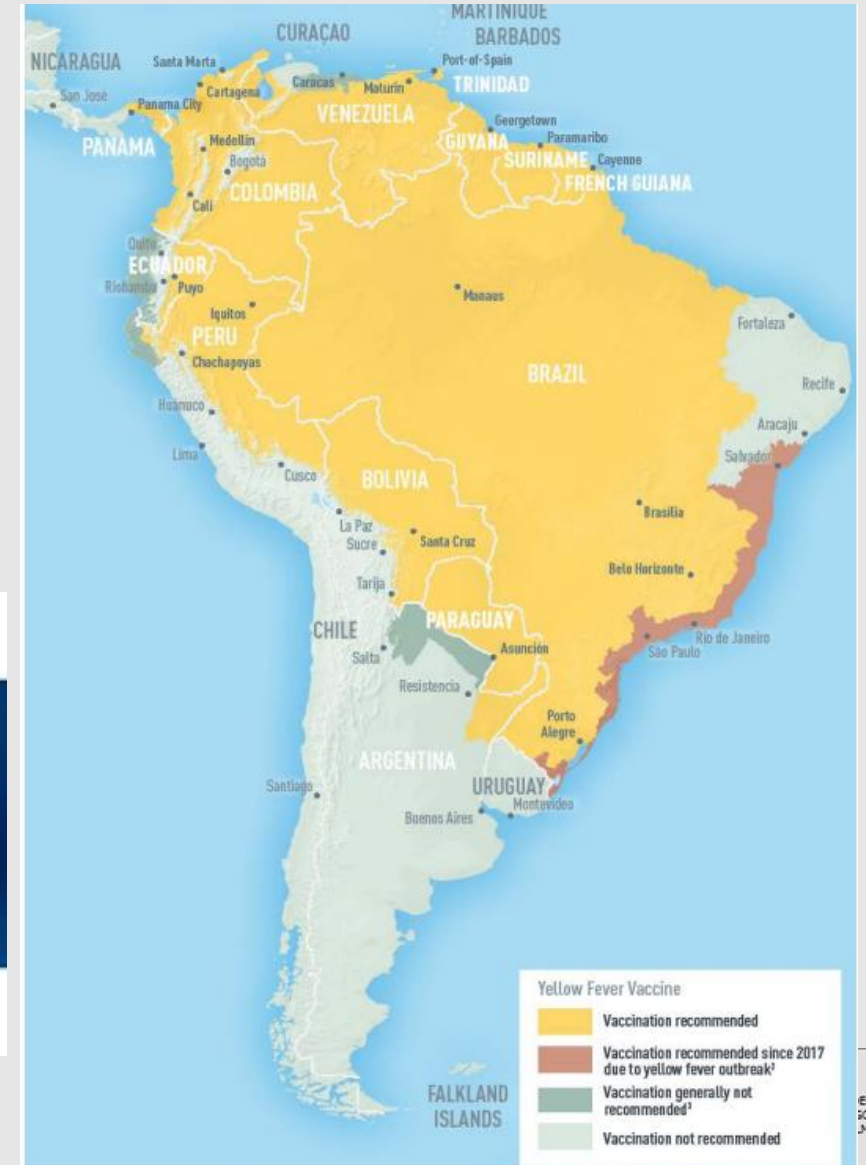 MARTINIQUE
BARBADOS
CURAÇAO
NICARAGUA
Santa Marta
Port-of-Spain
San José
Cartagena
Caracas
Maturín
TRINIDAD
Panama City
VENEZUELA
Georgetown
PANAMA
Medellín
GUYANA
Paramaribo
Bogotá
SURINAME
Cayenne
COLOMBIA
FRENCH GUIANA
Cali
Quito
ECUADOR
Riobamba
Puyo
Manaus
Iquitos
Fortaleza
PERU
Chachapoyas
BRAZIL
Recife
Huánuco
Aracaju
Lima
Salvador
Cusco
BOLIVIA
Brasília
La Paz
Sucre
Santa Cruz
Belo Horizonte
Tarija
CHILE
PARAGUAY
Rio de Janeiro
São Paulo
Salta
Asunción
Resistencia
Porto
Alegre
ARGENTINA
Santiago
URUGUAY
Montevideo
Buenos Aires
Yellow Fever Vaccine
Vaccination recommended
Vaccination recommended since 2017
due to yellow fever outbreak²
Vaccination generally not
recommended³
Vaccination not recommended
FALKLAND
ISLANDS